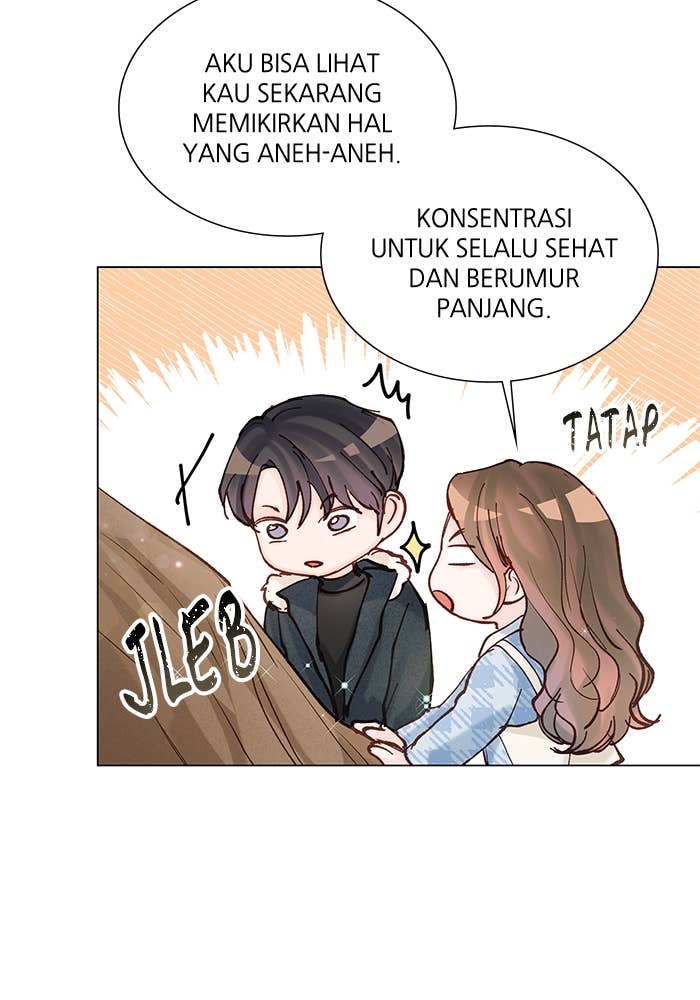 AKU BISA LIHAT
KAU SEKARANG
MEMIKIRKAN HAL
YANG ANEH-ANEH.
KONSENTRASI
UNTUK SELALU SEHAT
DAN BERUMUR
PANJANG.
TATAP
JLEB